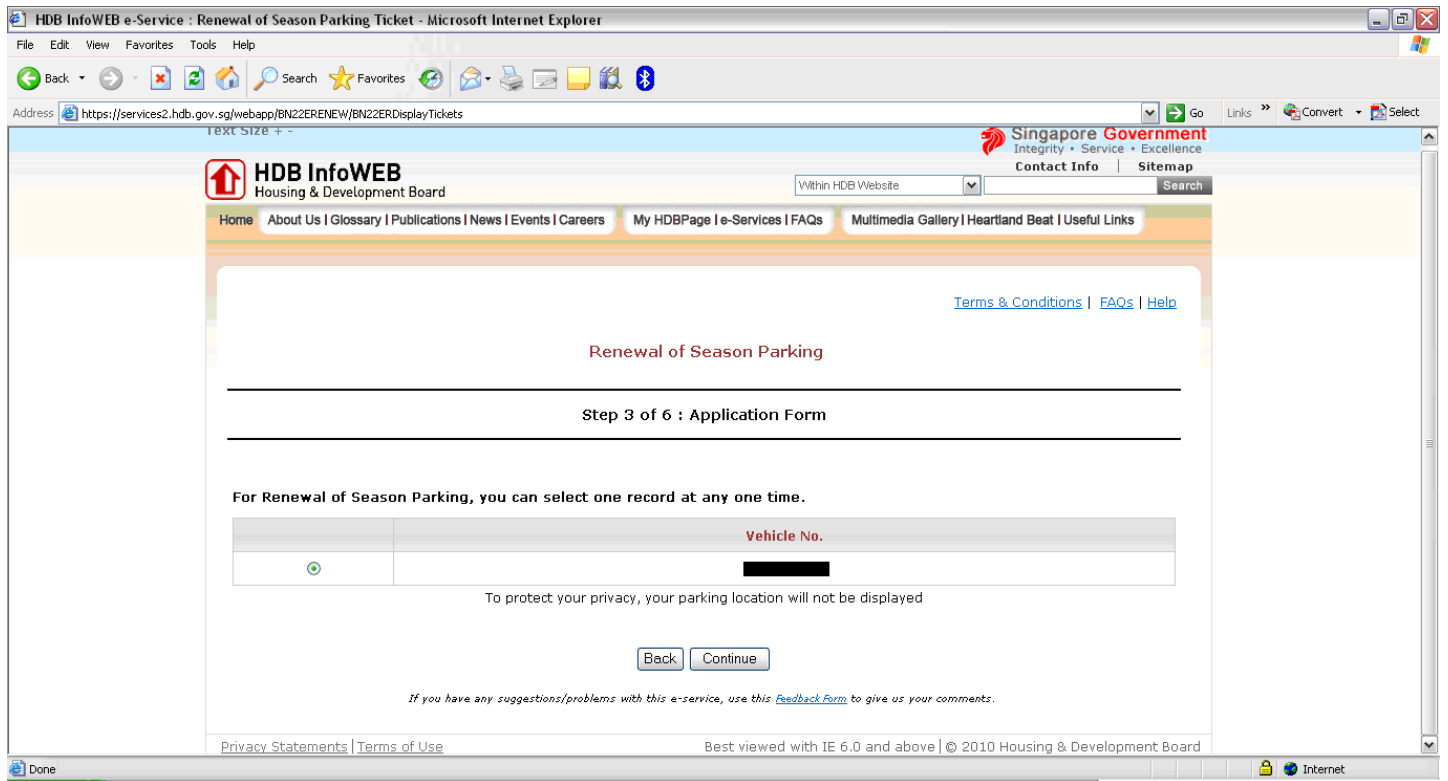 HDB InfoWEB e-Service : Renewal of Season Parking Ticket - Microsoft Internet Explorer
File Edit View Favorites Tools Help
Back Search Favorites
Address https://services2.hdb.gov.sg/webapp/BN22ERENEW/BN22ERDisplayTickets Go Links » Convert Select
Text Size + -
Singapore Government
Integrity • Service • Excellence
Contact Info | Sitemap
HDB InfoWEB
Housing & Development Board
Within HDB Website Search
Home About Us | Glossary | Publications | News | Events | Careers My HDBPage | e-Services | FAQs Multimedia Gallery | Heartland Beat | Useful Links
Terms & Conditions | FAQs | Help
Renewal of Season Parking
Step 3 of 6 : Application Form
For Renewal of Season Parking, you can select one record at any one time.
Vehicle No.
To protect your privacy, your parking location will not be displayed
Back Continue
If you have any suggestions/problems with this e-service, use this Feedback Form to give us your comments.
Privacy Statements | Terms of Use Best viewed with IE 6.0 and above | © 2010 Housing & Development Board
Done Internet